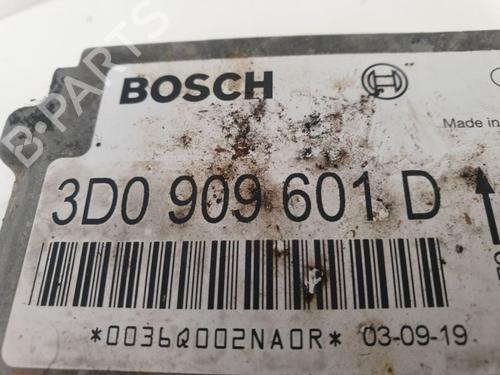 BOSCH
Made in
3D0 909 601 D
*0036Q002NA0R* 03-09-19
B-PARTS